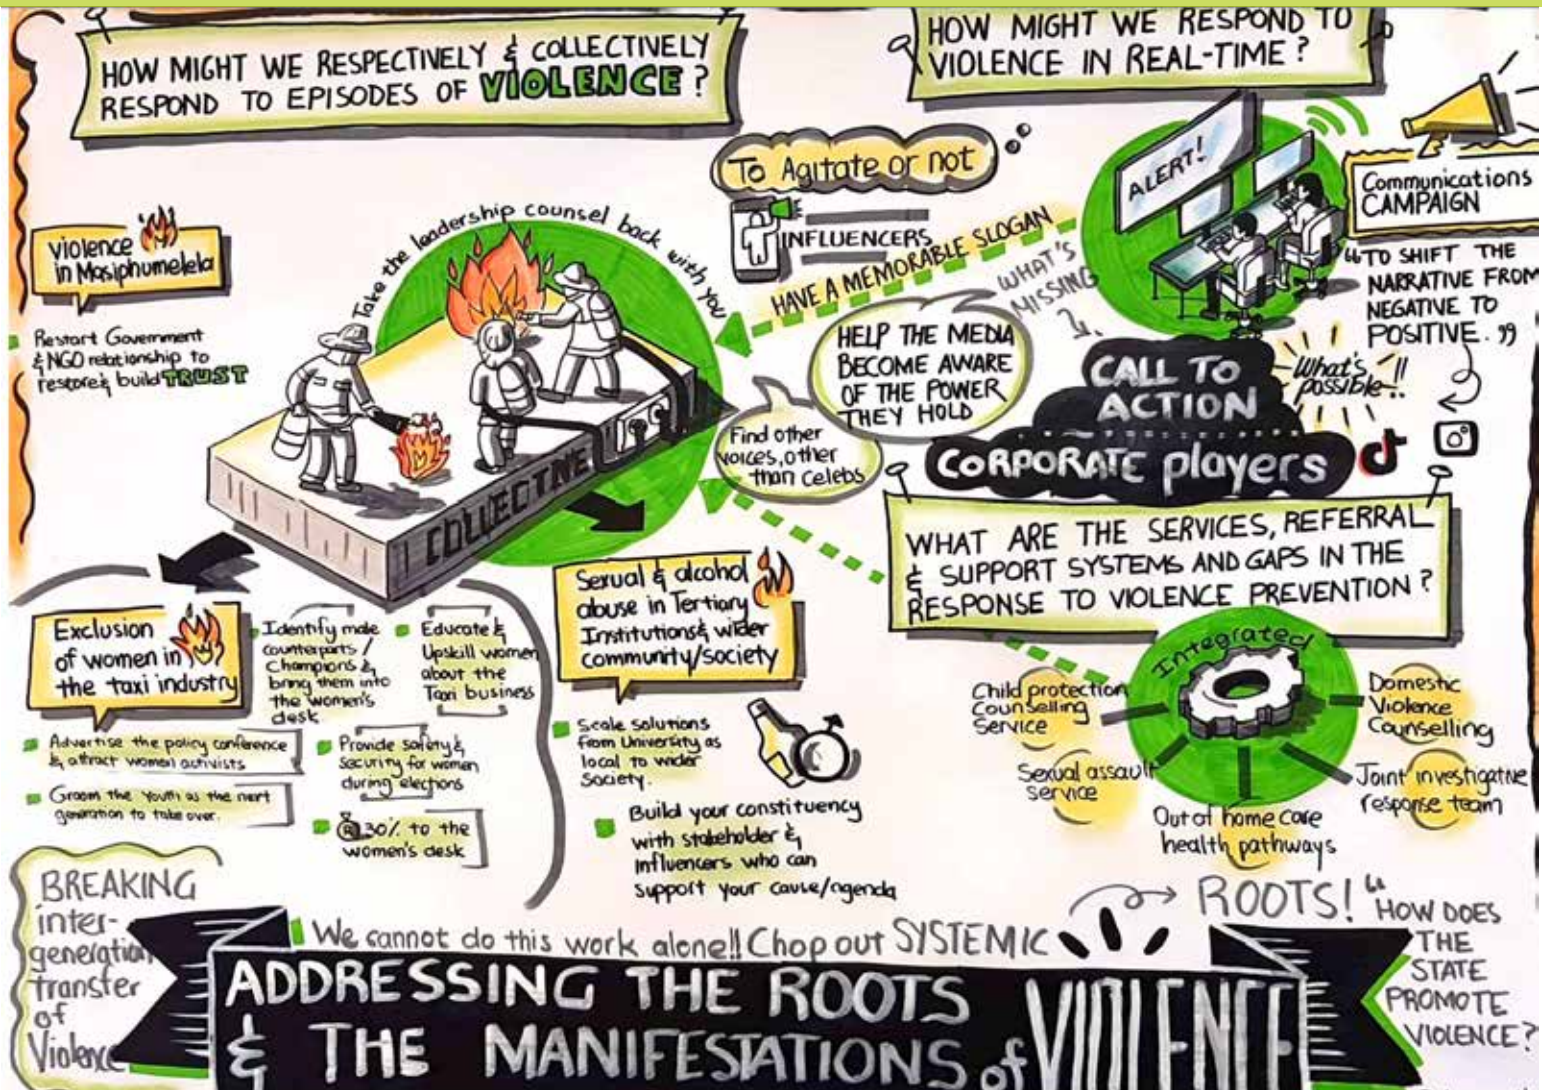 HOW MIGHT WE RESPECTIVELY & COLLECTIVELY
RESPOND TO EPISODES OF VIOLENCE?
HOW MIGHT WE RESPOND TO
VIOLENCE IN REAL-TIME?
To Agitate or not
INFLUENCERS
ALERT!
Communications
CAMPAIGN
"TO SHIFT THE
NARRATIVE FROM
NEGATIVE TO
POSITIVE."
Take the leadership counsel back with you
HAVE A MEMORABLE SLOGAN
WHAT'S
MISSING
?
violence
in Masiphumelela
Restart Government
& NGO relationship to
restore & build TRUST
HELP THE MEDIA
BECOME AWARE
OF THE POWER
THEY HOLD
Find other
voices, other
than celebs
CALL TO
ACTION
CORPORATE players
What's
possible!!
COLLECTIVE
WHAT ARE THE SERVICES, REFERRAL
& SUPPORT SYSTEMS AND GAPS IN THE
RESPONSE TO VIOLENCE PREVENTION?
Exclusion
of women in
the taxi industry
Identify male
counterparts/
Champions &
bring them into
the women's
desk
Educate &
Upskill women
about the
Taxi business
Advertise the policy conference
& attract women activists
Groom the Youth as the next
generation to take over.
Provide safety &
security for women
during elections
R 30% to the
women's desk
Sexual & alcohol
abuse in Tertiary
Institutions & wider
community/society
Scale solutions
from University as
local to wider
Society.
Build your constituency
with stakeholder &
Influencers who can
support your cause/agenda
Integrated
Child protection
Counselling
Service
Sexual assault
service
Out of home care
health pathways
Joint investigative
response team
Domestic
Violence
Counselling
BREAKING
inter-
generation
transfer
of
Violence
We cannot do this work alone!! Chop out SYSTEMIC
ROOTS!
"HOW DOES
THE
STATE
PROMOTE
VIOLENCE?
ADDRESSING THE ROOTS
& THE MANIFESTATIONS of VIOLENCE